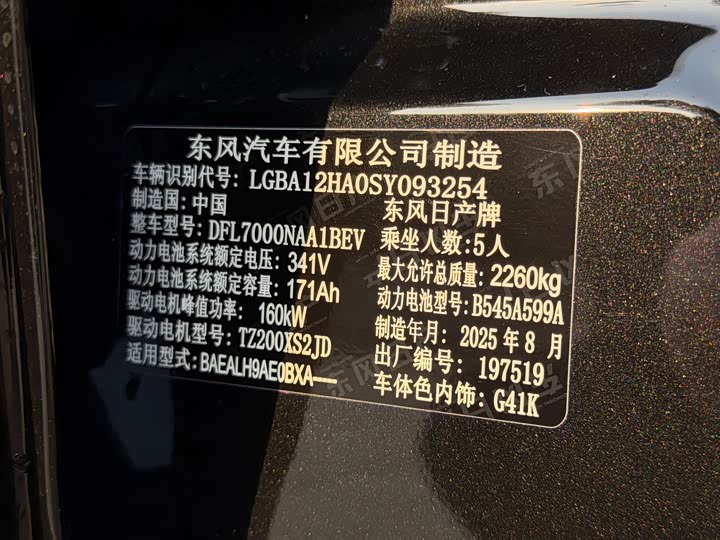 东风汽车有限公司制造
车辆识别代号: LGBA12HA0SY093254
制造国: 中国 东风日产牌
整车型号: DFL7000NAA1BEV 乘坐人数: 5人
动力电池系统额定电压: 341V 最大允许总质量: 2260kg
动力电池系统额定容量: 171Ah 动力电池型号: B545A599A
驱动电机峰值功率: 160kW 制造年月: 2025 年 8 月
驱动电机型号: TZ200XS2JD 出厂编号: 197519
适用型式: BAEALH9AE0BXA---- 车体色内饰: G41K